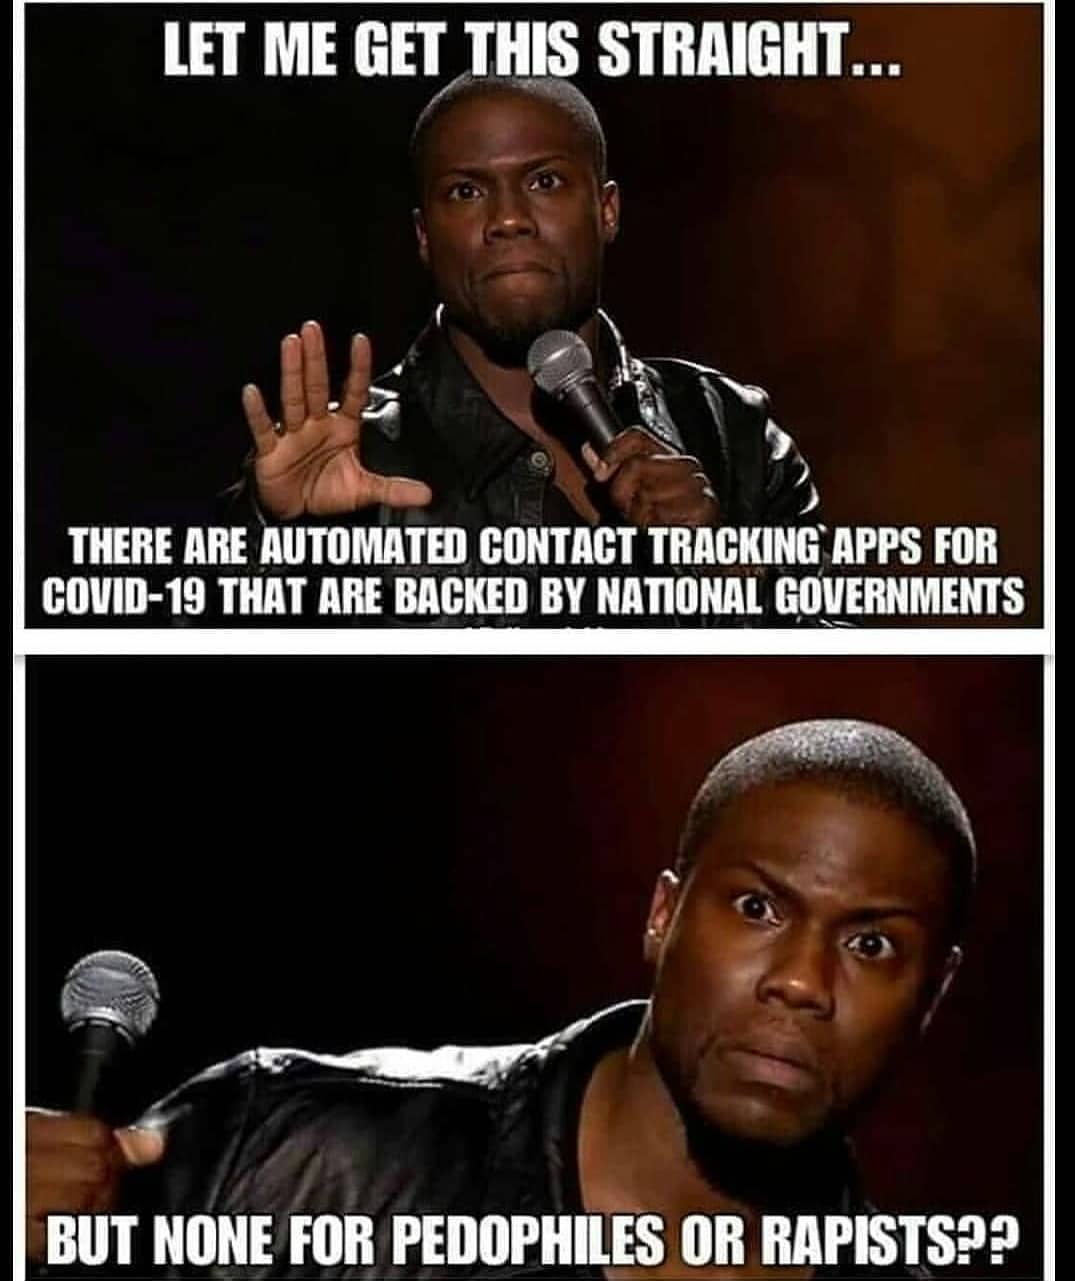 LET ME GET THIS STRAIGHT...
THERE ARE AUTOMATED CONTACT TRACKING APPS FOR
COVID-19 THAT ARE BACKED BY NATIONAL GOVERNMENTS
BUT NONE FOR PEDOPHILES OR RAPISTS??